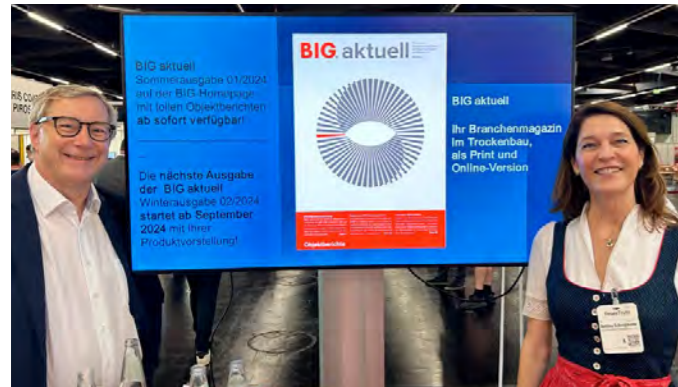 BIG aktuell
Sommerausgabe 01/2024
auf der BIG-Homepage
mit tollen Objektberichten
ab sofort verfügbar!
Die nächste Ausgabe
der BIG aktuell
Winterausgabe 02/2024
startet ab September
2024 mit Ihrer
Produktvorstellung!
BIG. aktuell
Objektberichte
BIG aktuell
Ihr Branchenmagazin
im Trockenbau,
als Print und
Online-Version